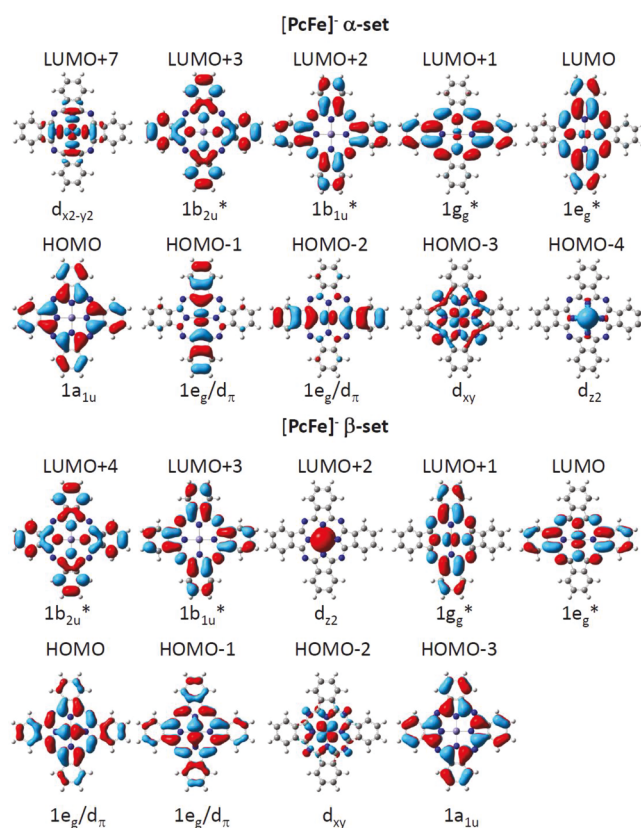 [PcFe]⁻ α-set
LUMO+7 LUMO+3 LUMO+2 LUMO+1 LUMO
dx2-y2 1b2u* 1b1u* 1gg* 1eg*
HOMO HOMO-1 HOMO-2 HOMO-3 HOMO-4
1a1u 1eg/dπ 1eg/dπ dxy dz2
[PcFe]⁻ β-set
LUMO+4 LUMO+3 LUMO+2 LUMO+1 LUMO
1b2u* 1b1u* dz2 1gg* 1eg*
HOMO HOMO-1 HOMO-2 HOMO-3
1eg/dπ 1eg/dπ dxy 1a1u